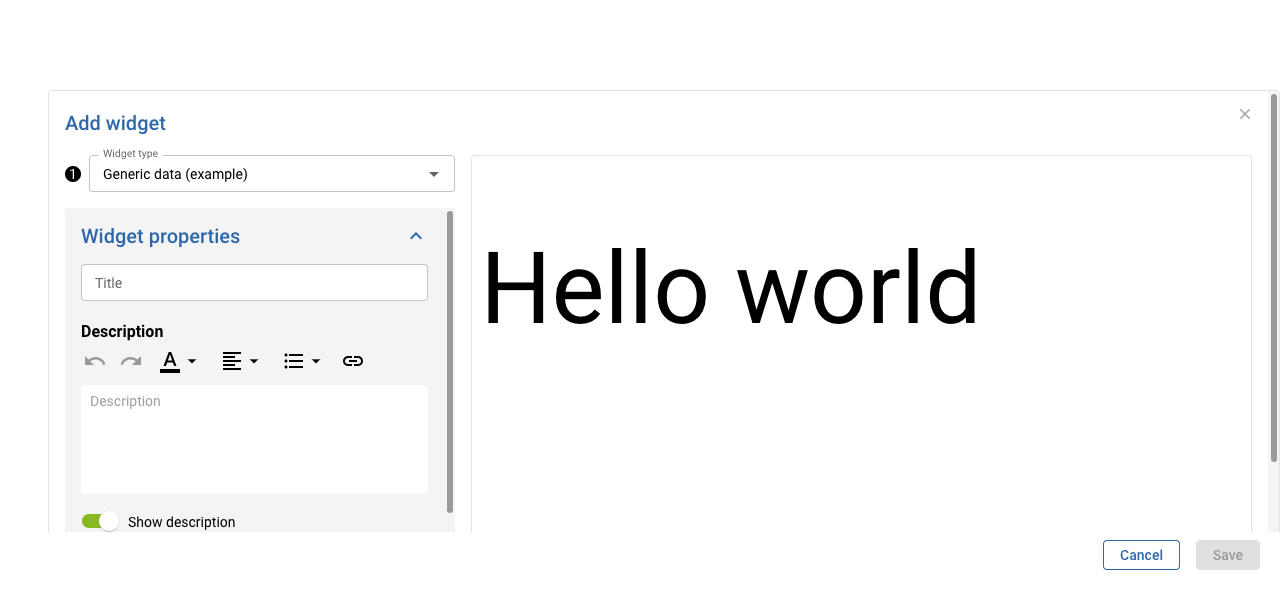 Add widget
Widget type
1
Generic data (example)
Widget properties
Title
Description
A
Description
Show description
Hello world
Cancel
Save